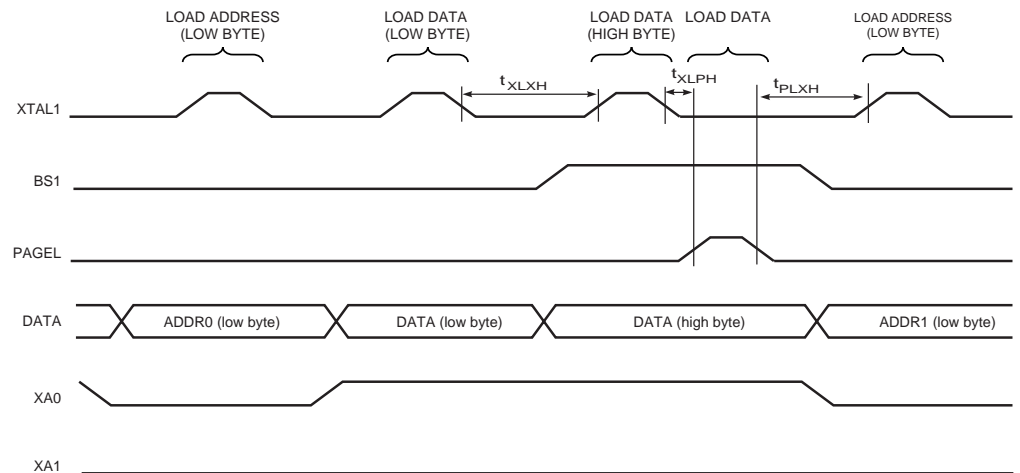 LOAD ADDRESS
(LOW BYTE)
LOAD DATA
(LOW BYTE)
LOAD DATA
(HIGH BYTE)
LOAD DATA
LOAD ADDRESS
(LOW BYTE)
tXLXH
tXLPH
tPLXH
XTAL1
BS1
PAGEL
DATA
ADDR0 (low byte)
DATA (low byte)
DATA (high byte)
ADDR1 (low byte)
XA0
XA1